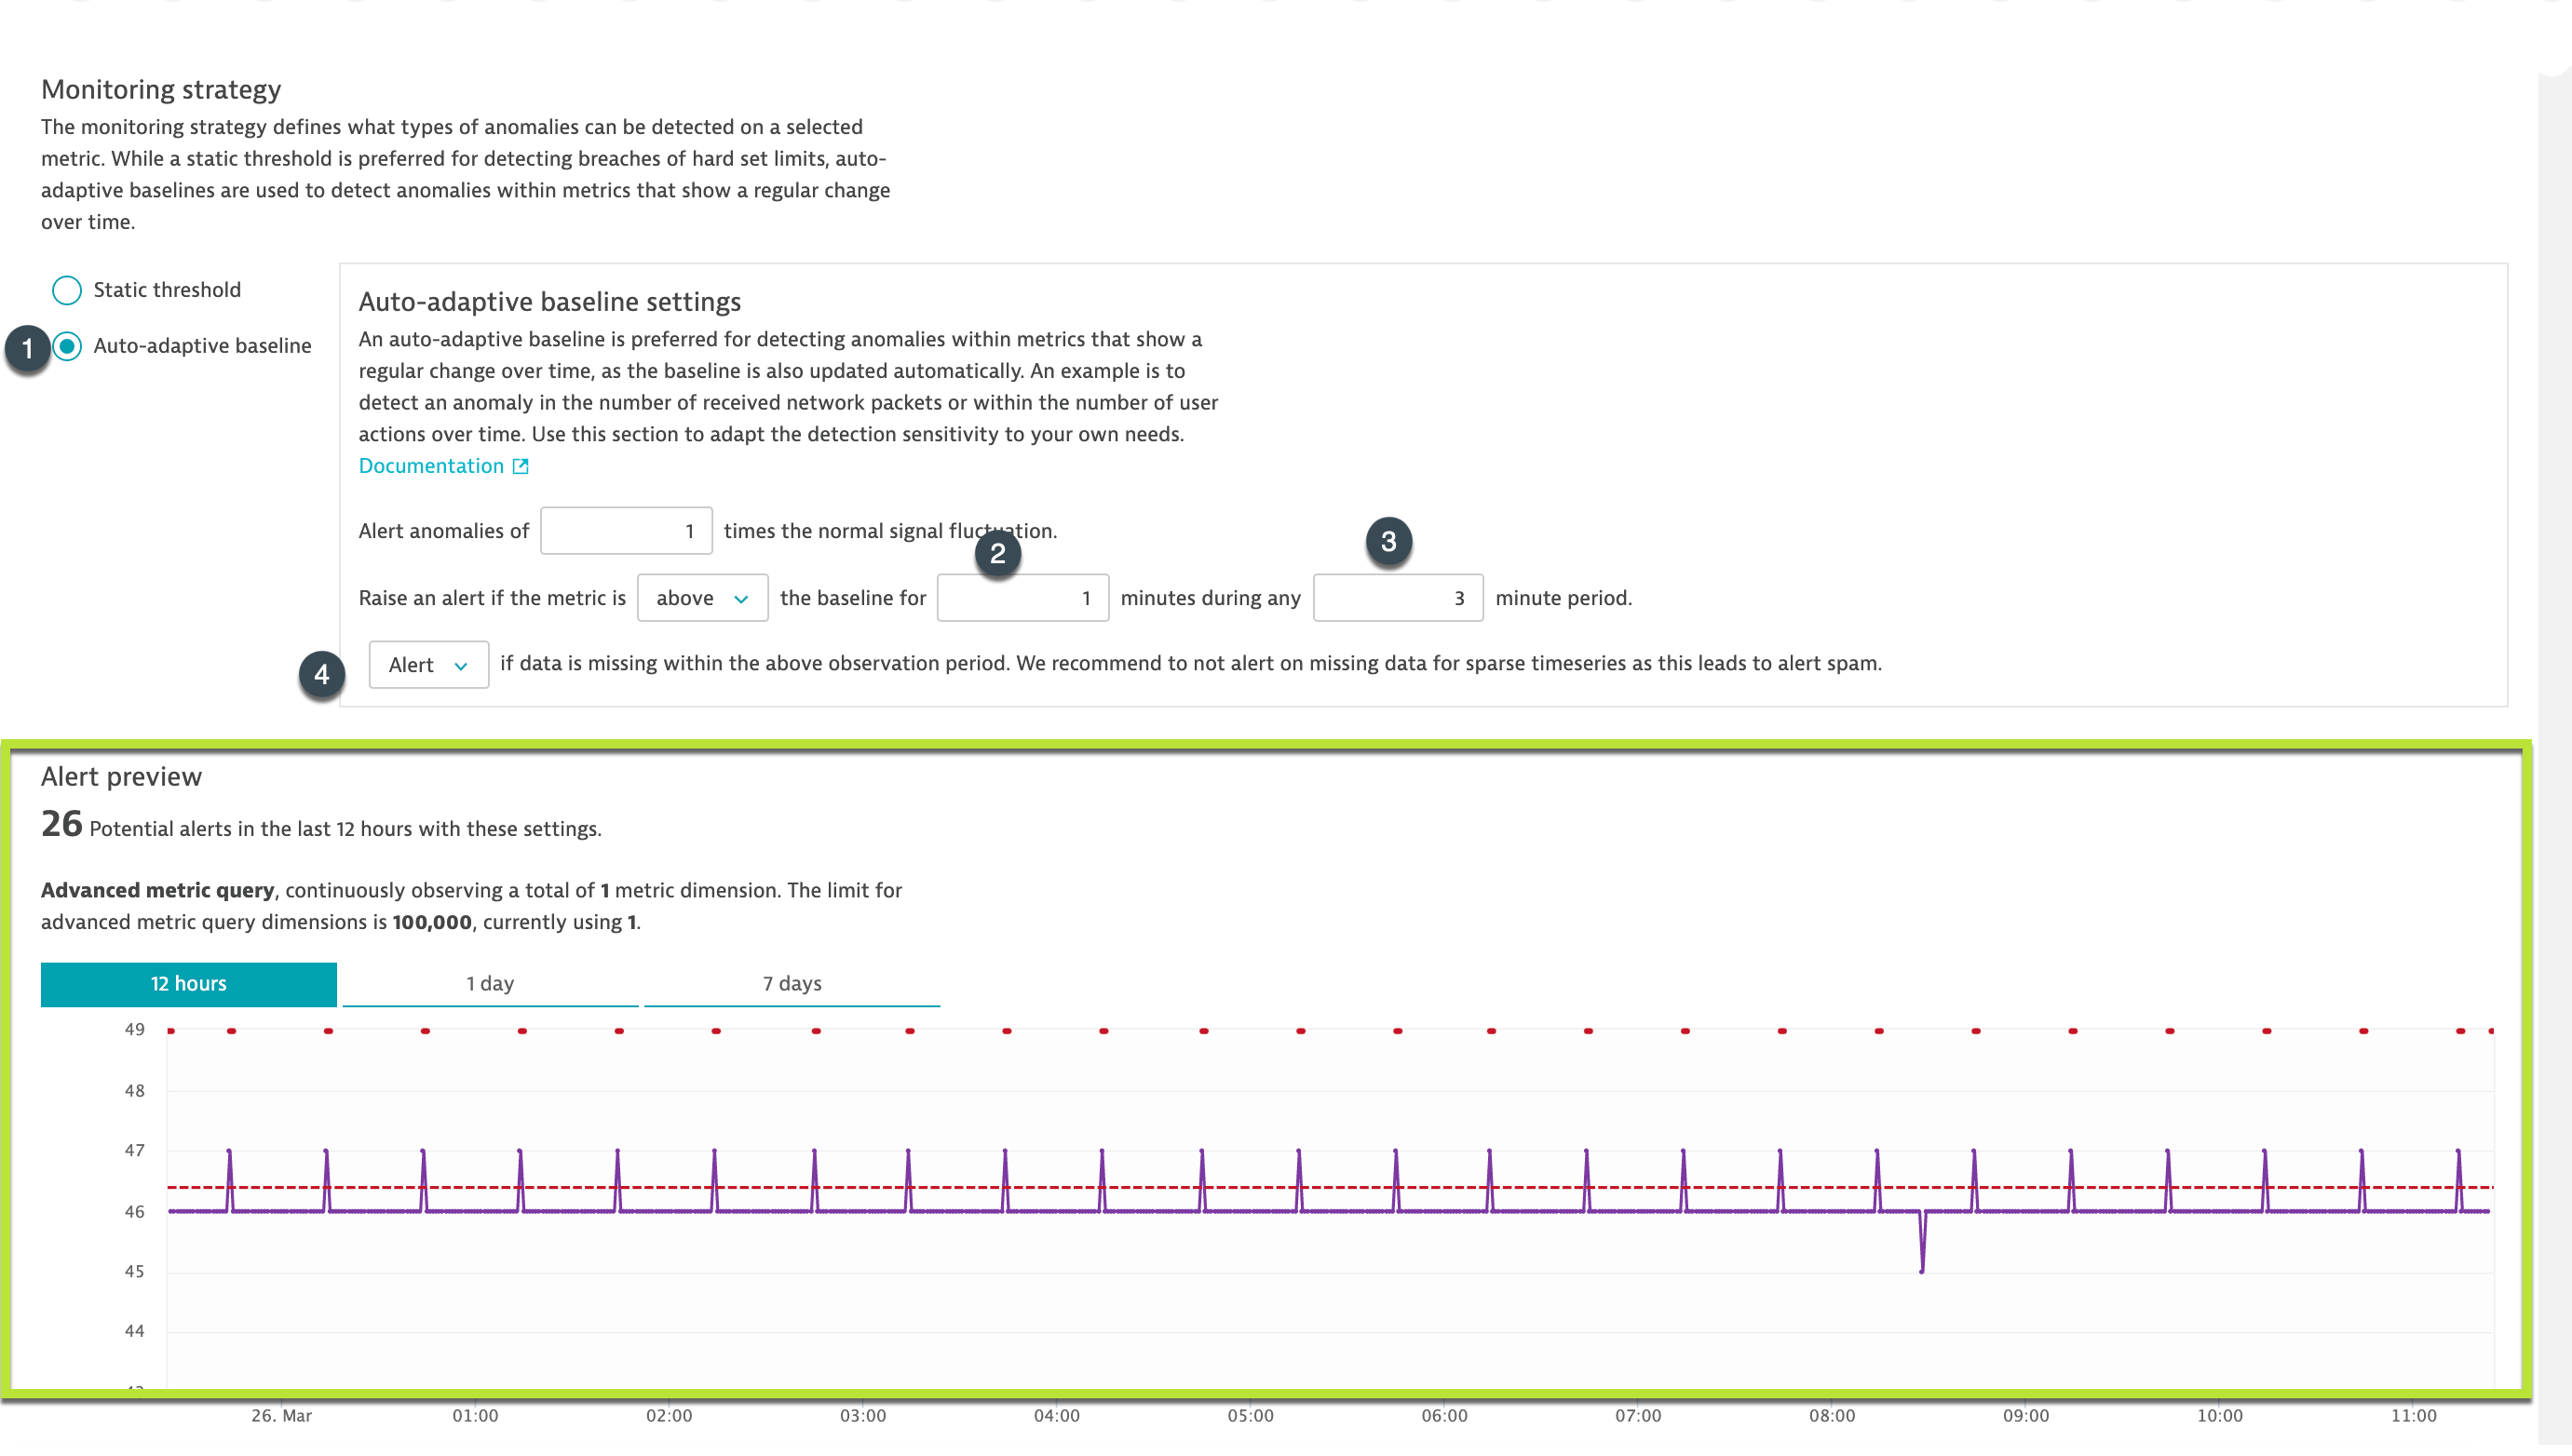 Monitoring strategy
The monitoring strategy defines what types of anomalies can be detected on a selected
metric. While a static threshold is preferred for detecting breaches of hard set limits, auto-
adaptive baselines are used to detect anomalies within metrics that show a regular change
over time.
Static threshold
1 Auto-adaptive baseline
Auto-adaptive baseline settings
An auto-adaptive baseline is preferred for detecting anomalies within metrics that show a
regular change over time, as the baseline is also updated automatically. An example is to
detect an anomaly in the number of received network packets or within the number of user
actions over time. Use this section to adapt the detection sensitivity to your own needs.
Documentation
Alert anomalies of 1 times the normal signal fluctuation.
2 3
Raise an alert if the metric is above the baseline for 1 minutes during any 3 minute period.
4 Alert if data is missing within the above observation period. We recommend to not alert on missing data for sparse timeseries as this leads to alert spam.
Alert preview
26 Potential alerts in the last 12 hours with these settings.
Advanced metric query, continuously observing a total of 1 metric dimension. The limit for
advanced metric query dimensions is 100,000, currently using 1.
12 hours 1 day 7 days
49
48
47
46
45
44
26. Mar 01:00 02:00 03:00 04:00 05:00 06:00 07:00 08:00 09:00 10:00 11:00